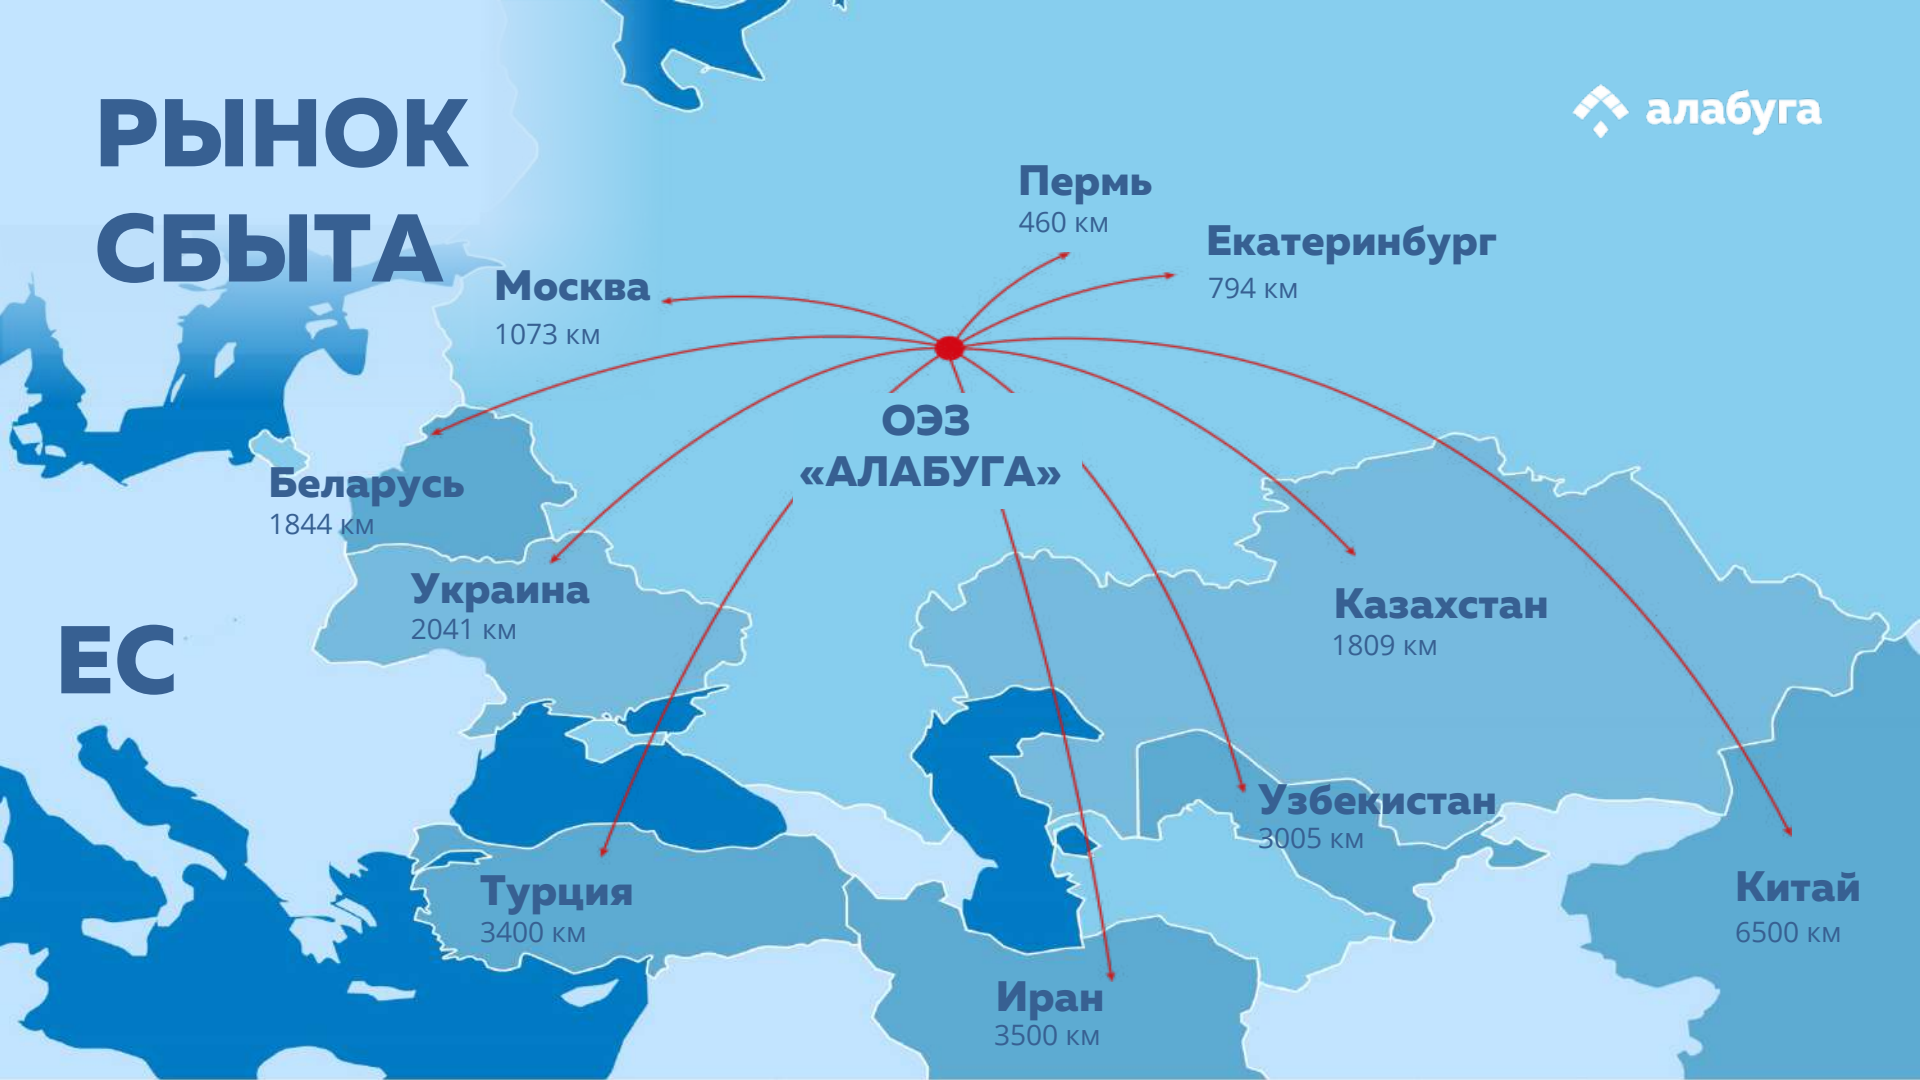 РЫНОК
СБЫТА
алабуга
Пермь
460 км
Екатеринбург
794 км
Москва
1073 км
ОЭЗ
«АЛАБУГА»
Беларусь
1844 км
Украина
2041 км
Казахстан
1809 км
ЕС
Узбекистан
3005 км
Турция
3400 км
Китай
6500 км
Иран
3500 км